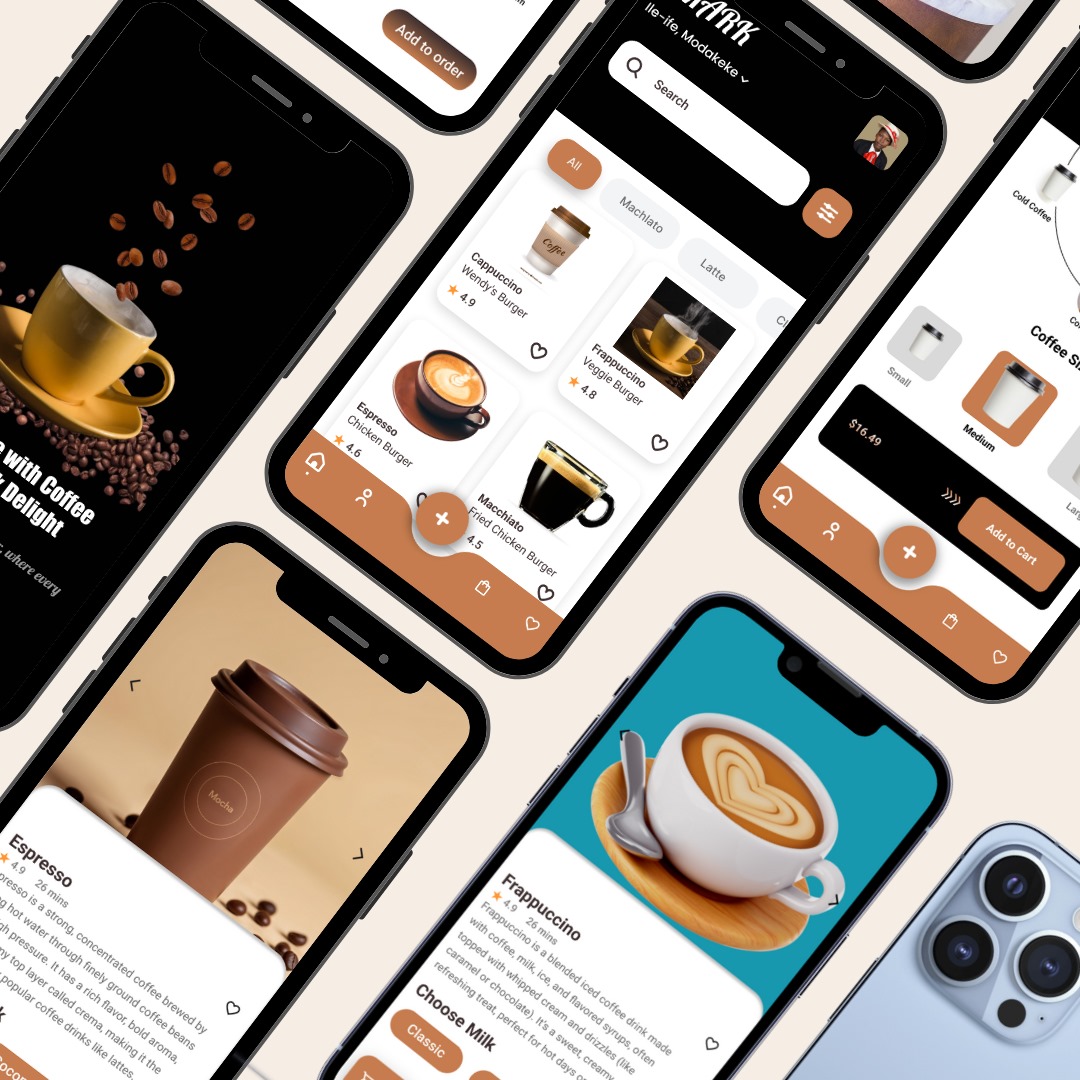 Add to order
Ile-ife, Modakeke
Search
All
Machiato
Latte
Coffee
Cappuccino
Wendy's Burger
4.9
Frappuccino
Veggie Burger
4.8
Espresso
Chicken Burger
4.6
Macchiato
Fried Chicken Burger
4.5
with Coffee
Delight
where every
Cold Coffee
Coffee
Small
Medium
$16.49
Add to Cart
Mocha
Espresso
4.9 26 mins
is a strong, concentrated coffee brewed by
hot water through finely ground coffee beans
pressure. It has a rich flavor, bold aroma,
top layer called crema, making it the
popular coffee drinks like lattes,
Frappuccino
4.9 26 mins
Frappuccino is a blended iced coffee drink made
with coffee, milk, ice, and flavored syrups, often
topped with whipped cream and drizzles (like
caramel or chocolate). It's a sweet, creamy
refreshing treat, perfect for hot days
Choose Milk
Classic